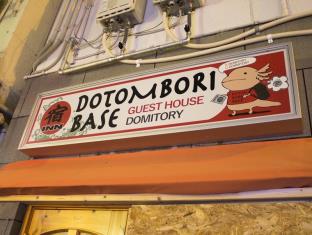 宿
INN
DOTOMBORI
BASE
GUEST HOUSE
DOMITORY